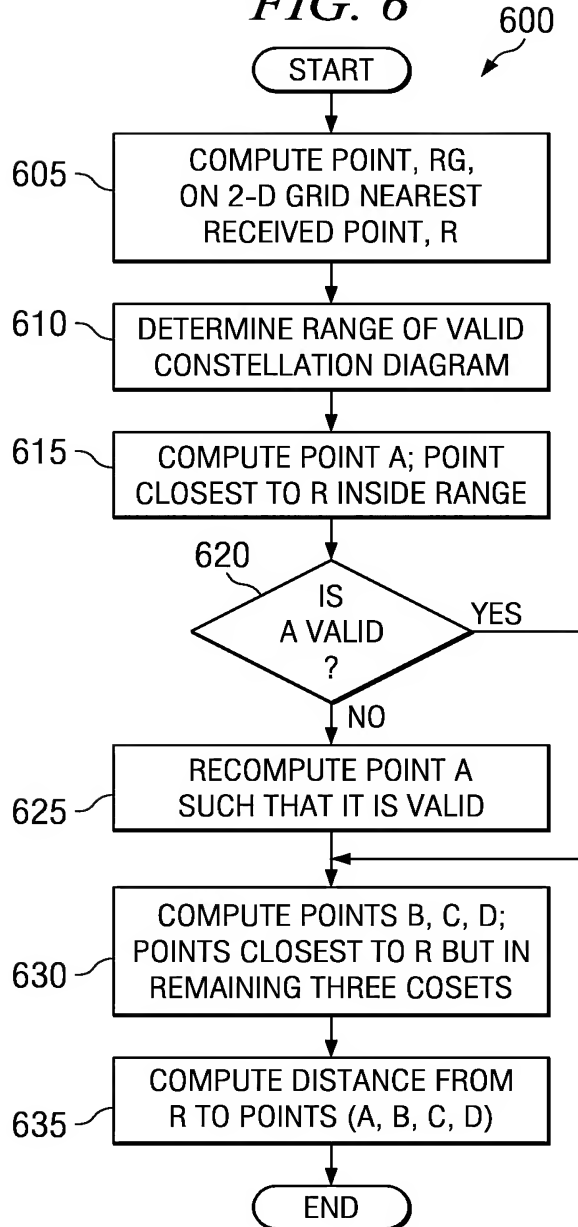 FIG. 6
600
START
605
COMPUTE POINT, RG,
ON 2-D GRID NEAREST
RECEIVED POINT, R
610
DETERMINE RANGE OF VALID
CONSTELLATION DIAGRAM
615
COMPUTE POINT A; POINT
CLOSEST TO R INSIDE RANGE
620
IS
A VALID
?
YES
NO
625
RECOMPUTE POINT A
SUCH THAT IT IS VALID
630
COMPUTE POINTS B, C, D;
POINTS CLOSEST TO R BUT IN
REMAINING THREE COSETS
635
COMPUTE DISTANCE FROM
R TO POINTS (A, B, C, D)
END